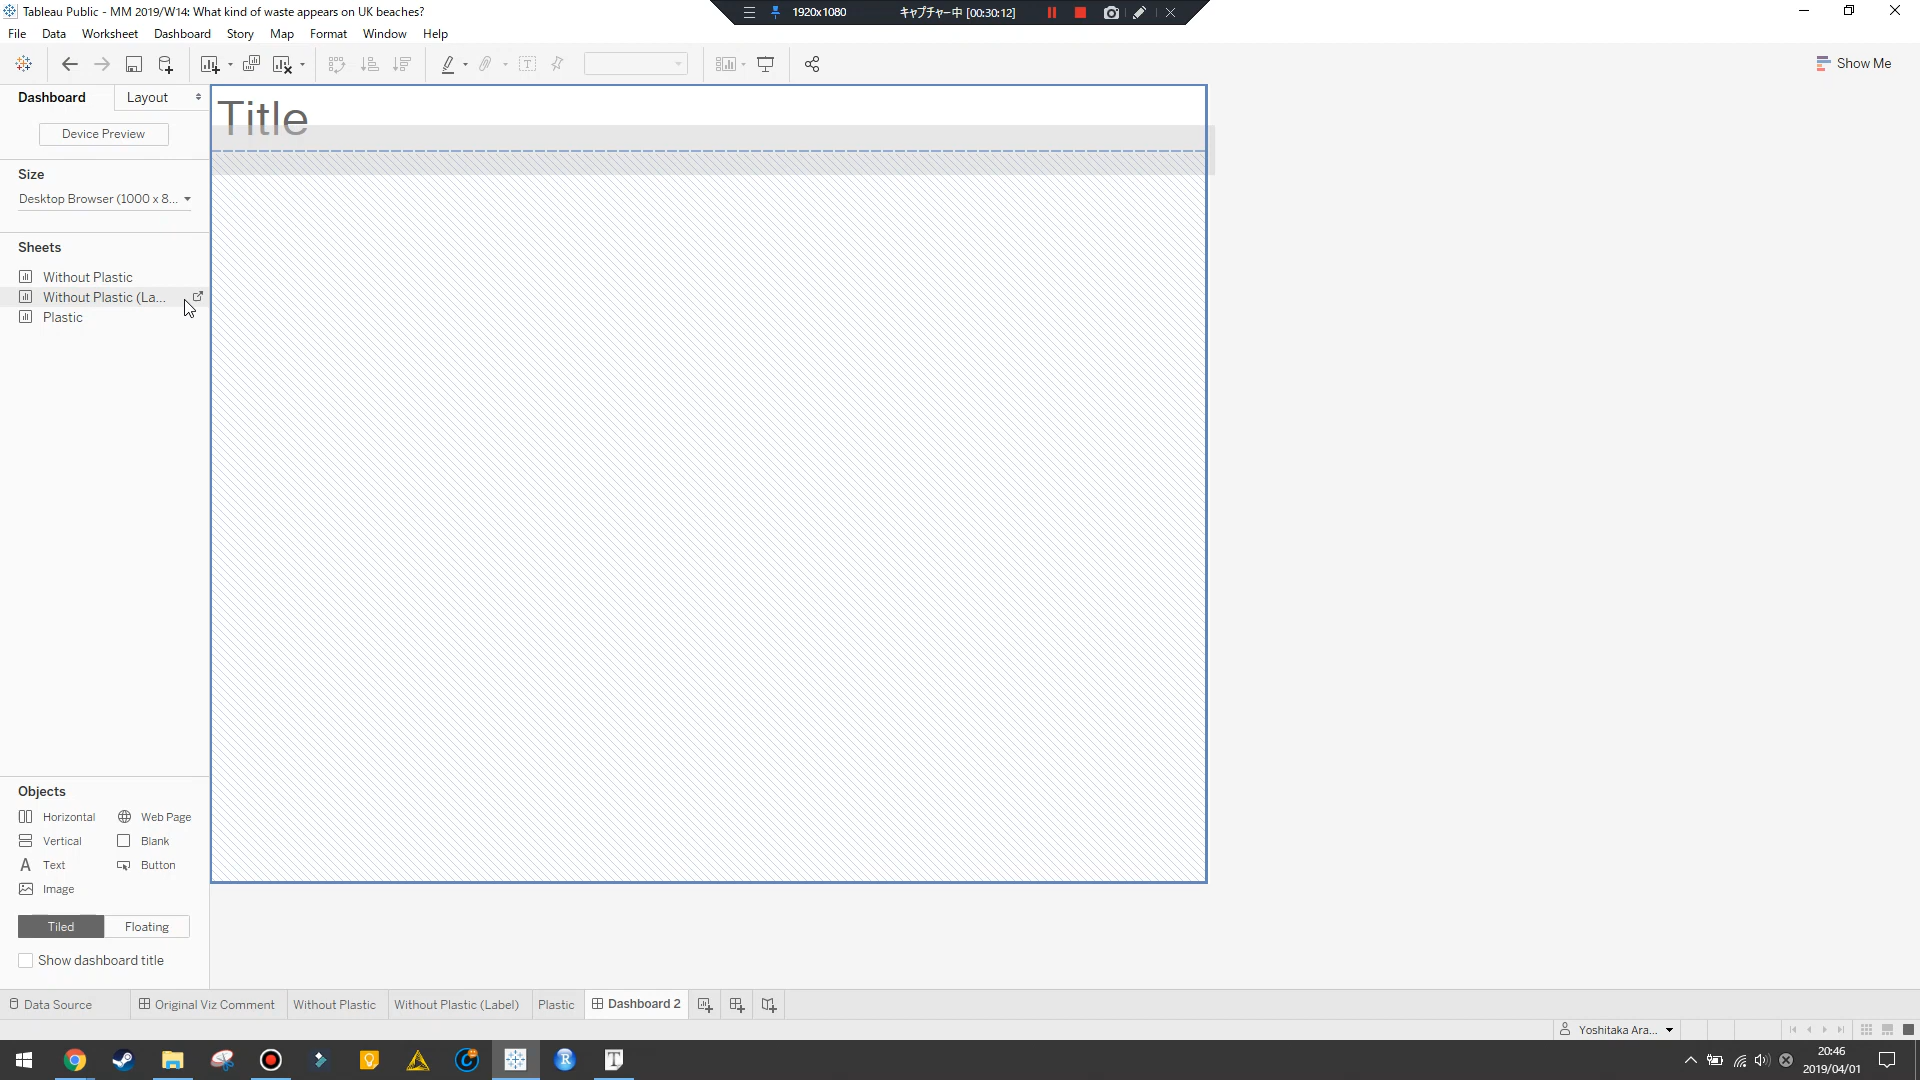 Tableau Public - MM 2019/W14: What kind of waste appears on UK beaches?
1920x1080 キャプチャー中 [00:30:12]
File Data Worksheet Dashboard Story Map Format Window Help
Show Me
Dashboard Layout
Title
Device Preview
Size
Desktop Browser (1000 x 8...
Sheets
Without Plastic
Without Plastic (La...
Plastic
Objects
Horizontal Web Page
Vertical Blank
Text Button
Image
Tiled Floating
Show dashboard title
Data Source Original Viz Comment Without Plastic Without Plastic (Label) Plastic Dashboard 2
Yoshitaka Ara...
20:46
2019/04/01